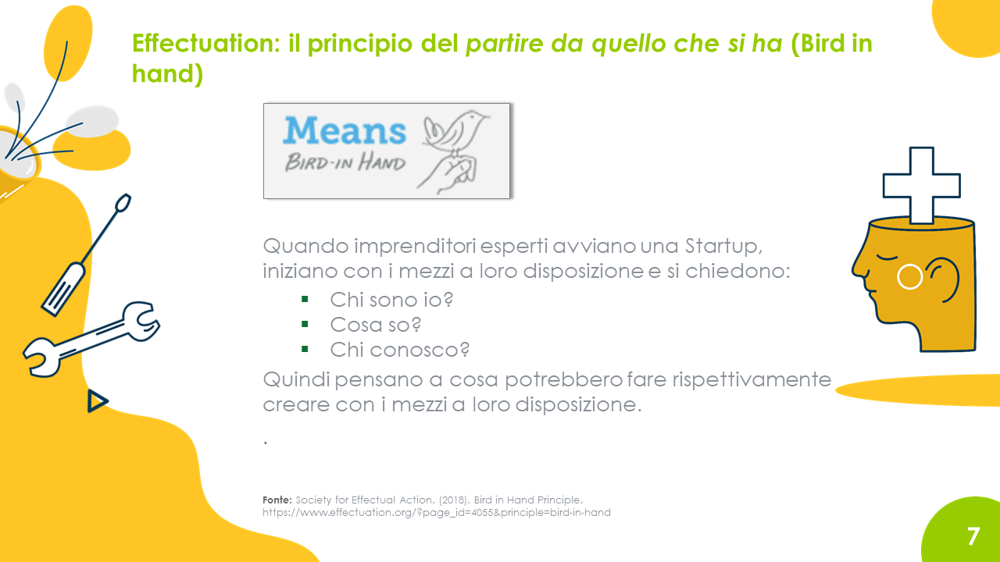 Effectuation: il principio del partire da quello che si ha (Bird in
hand)
Means
BIRD-IN HAND
Quando imprenditori esperti avviano una Startup,
iniziano con i mezzi a loro disposizione e si chiedono:
▪ Chi sono io?
▪ Cosa so?
▪ Chi conosco?
Quindi pensano a cosa potrebbero fare rispettivamente
creare con i mezzi a loro disposizione.
.
Fonte: Society for Effectual Action. (2018). Bird in Hand Principle.
https://www.effectuation.org/?page_id=4055&principle=bird-in-hand
7